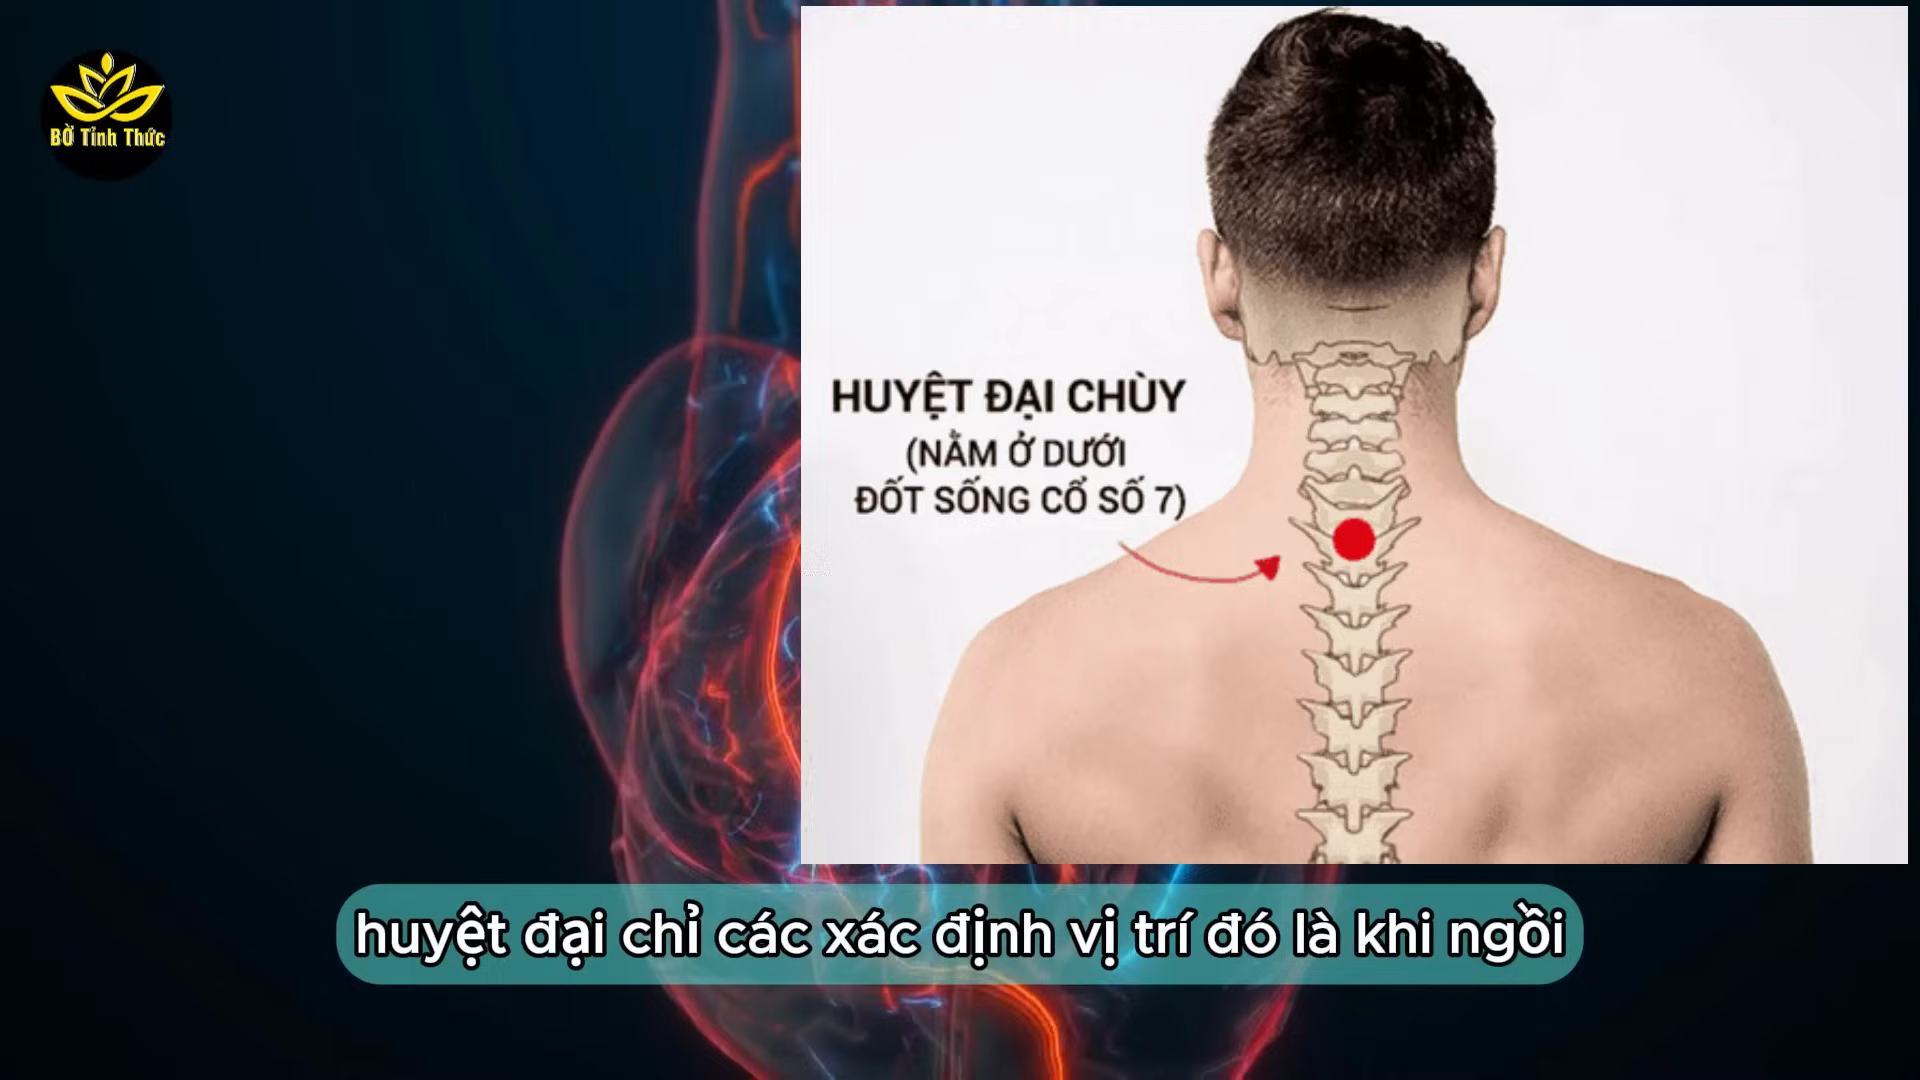 BỜ Tỉnh Thức
HUYỆT ĐẠI CHÙY
(NẰM Ở DƯỚI
ĐỐT SỐNG CỔ SỐ 7)
huyệt đại chỉ các xác định vị trí đó là khi ngồi